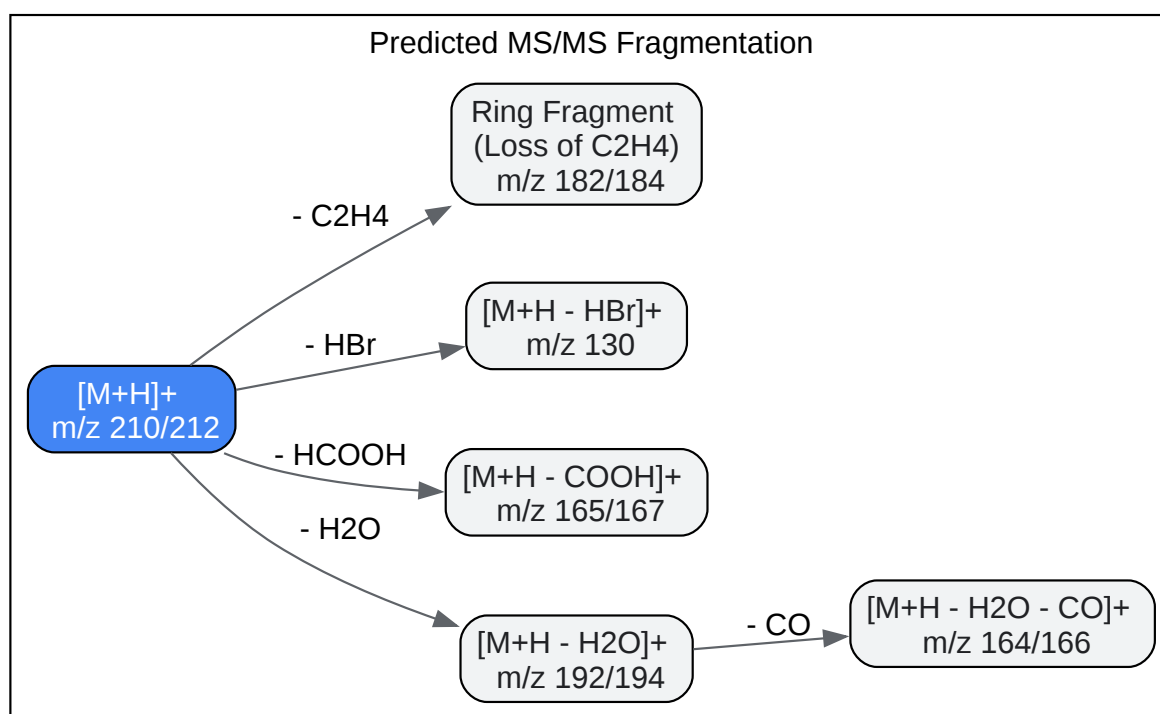 Predicted MS/MS Fragmentation
Ring Fragment
(Loss of C2H4)
m/z 182/184
- C2H4
[M+H - HBr]+
m/z 130
- HBr
[M+H]+
m/z 210/212
- HCOOH
[M+H - COOH]+
m/z 165/167
- H2O
[M+H - H2O]+
m/z 192/194
- CO
[M+H - H2O - CO]+
m/z 164/166